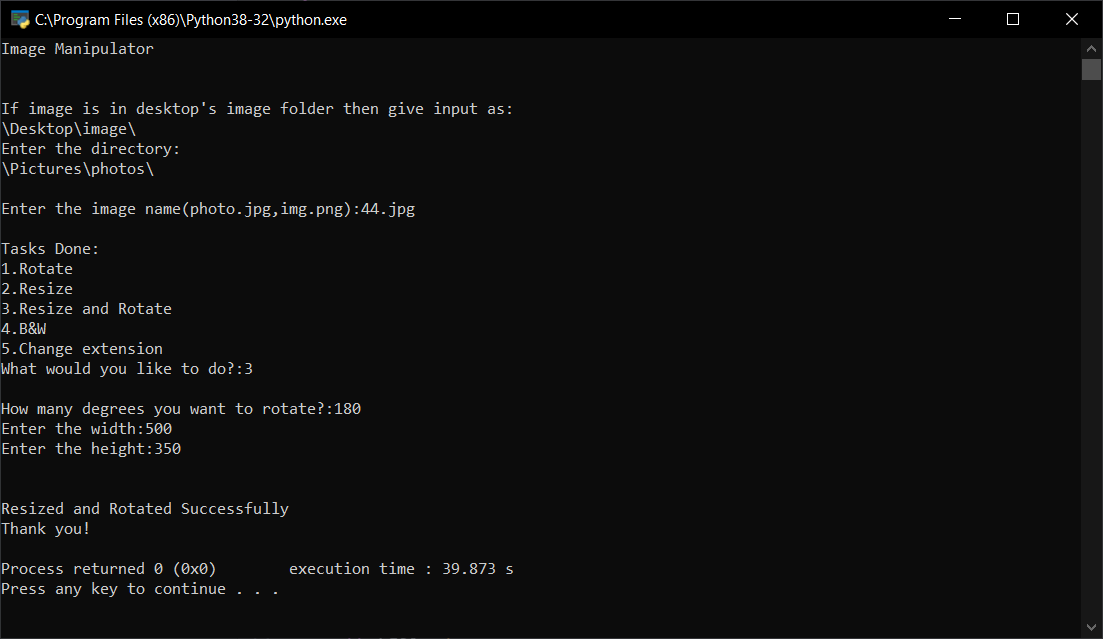 C:\Program Files (x86)\Python38-32\python.exe
Image Manipulator
If image is in desktop's image folder then give input as:
\Desktop\image\
Enter the directory:
\Pictures\photos\
Enter the image name(photo.jpg,img.png):44.jpg
Tasks Done:
1.Rotate
2.Resize
3.Resize and Rotate
4.B&W
5.Change extension
What would you like to do?:3
How many degrees you want to rotate?:180
Enter the width:500
Enter the height:350
Resized and Rotated Successfully
Thank you!
Process returned 0 (0x0)        execution time : 39.873 s
Press any key to continue . . .